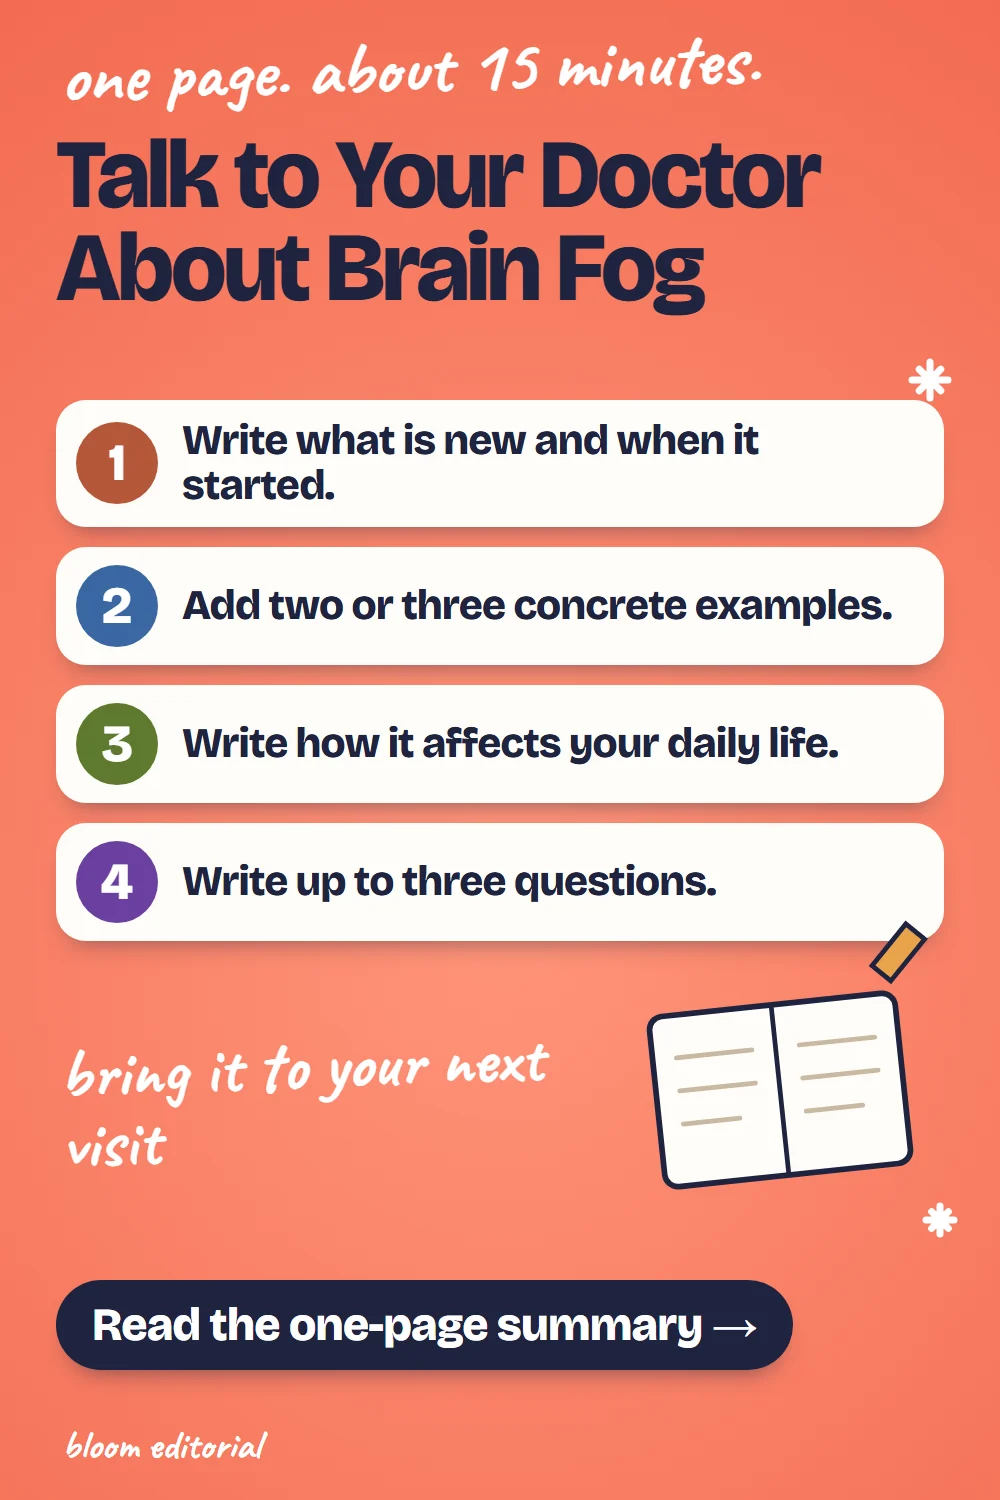 one page. about 15 minutes.
Talk to Your Doctor
About Brain Fog
1
Write what is new and when it
started.
2
Add two or three concrete examples.
3
Write how it affects your daily life.
4
Write up to three questions.
bring it to your next
visit
Read the one-page summary →
bloom editorial